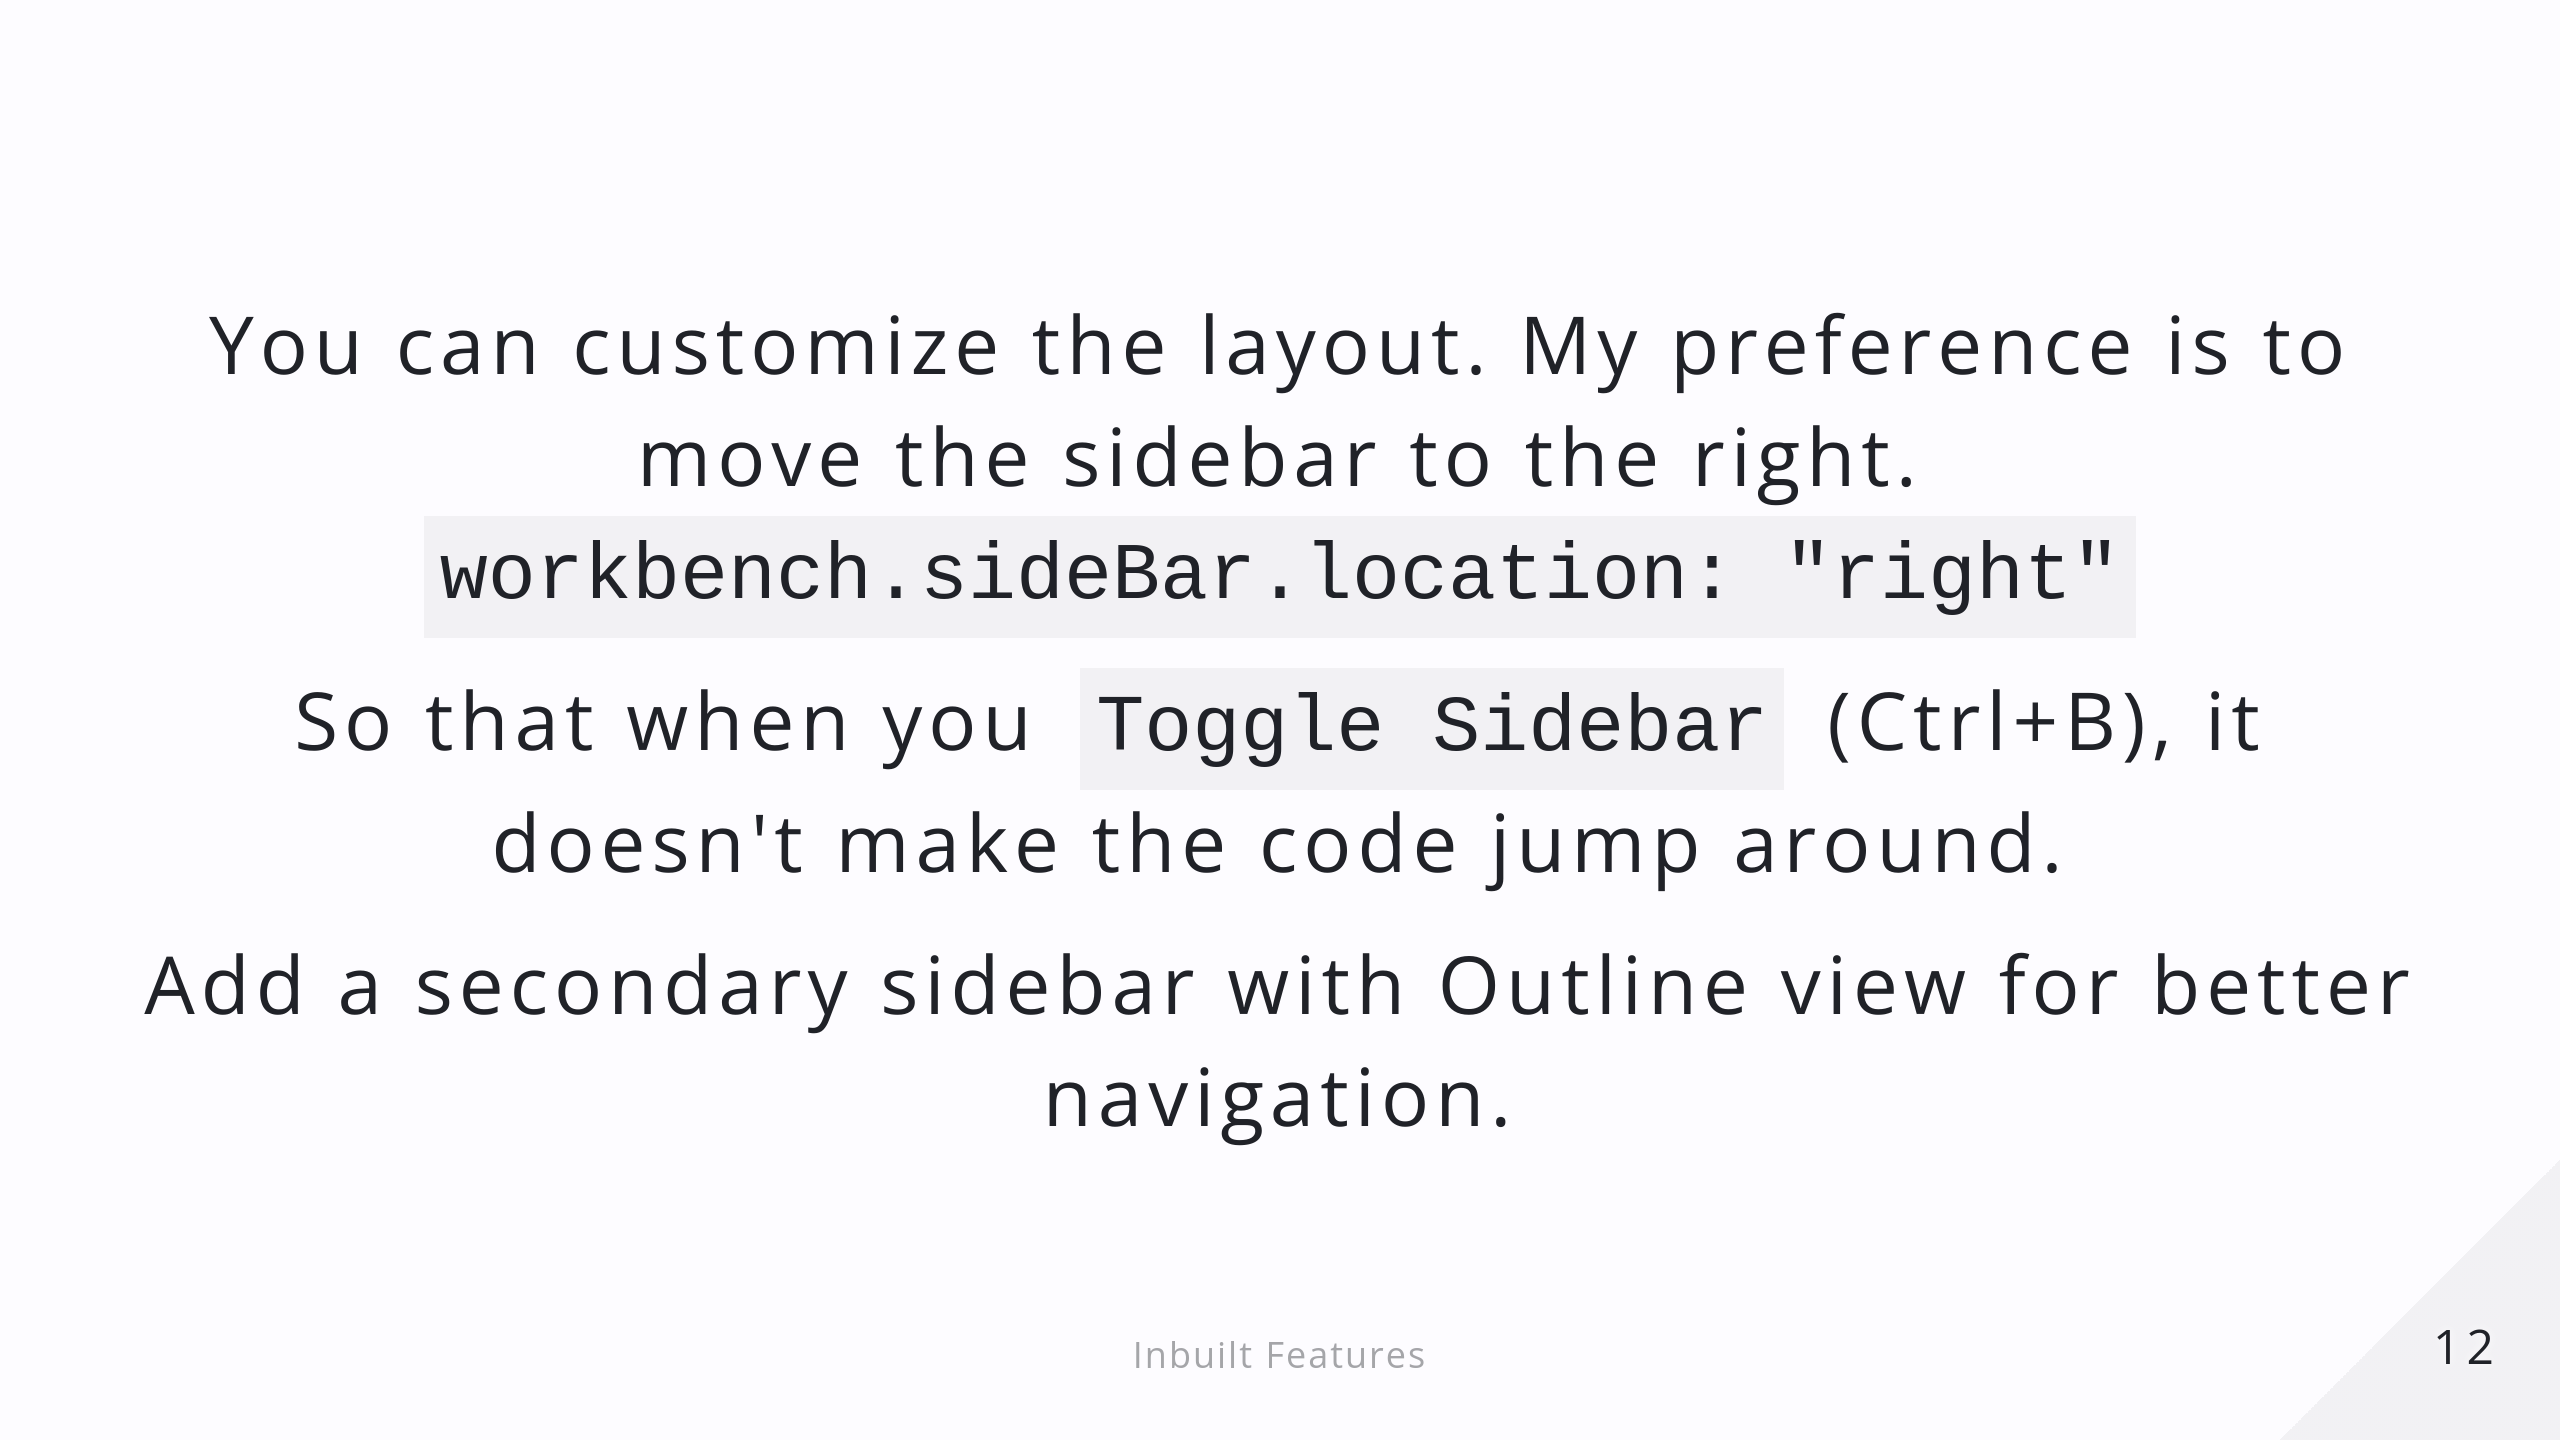 You can customize the layout. My preference is to
move the sidebar to the right.
workbench.sideBar.location: "right"
So that when you Toggle Sidebar (Ctrl+B), it
doesn't make the code jump around.
Add a secondary sidebar with Outline view for better
navigation.
Inbuilt Features
12